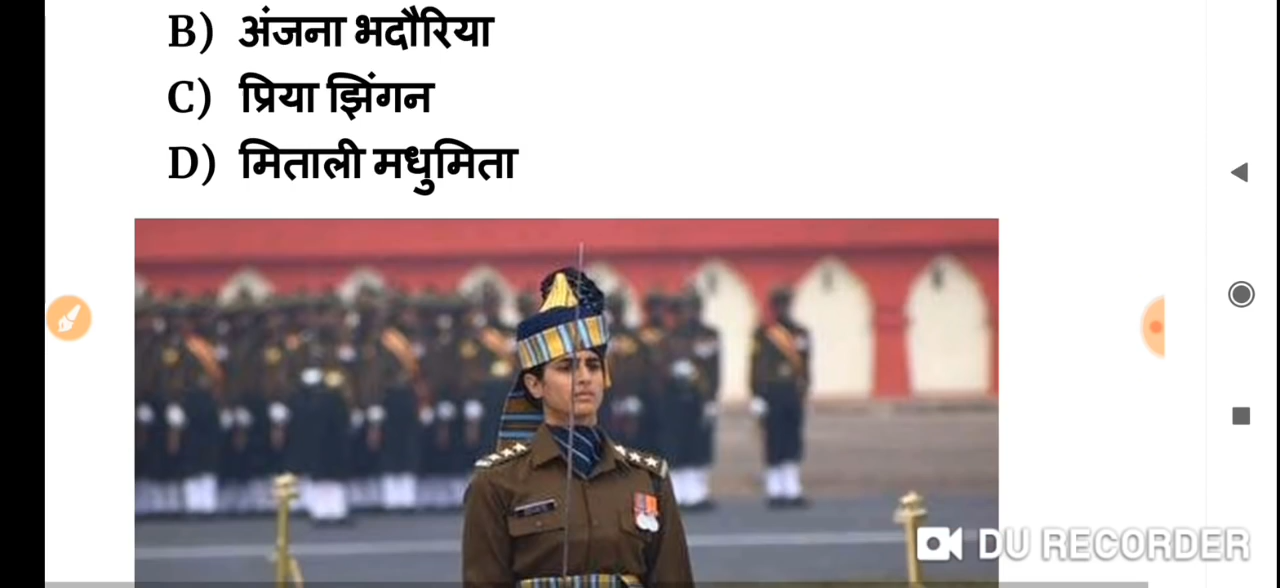 B) अंजना भदौरिया
C) प्रिया झिंगन
D) मिताली मधुमिता
DU RECORDER